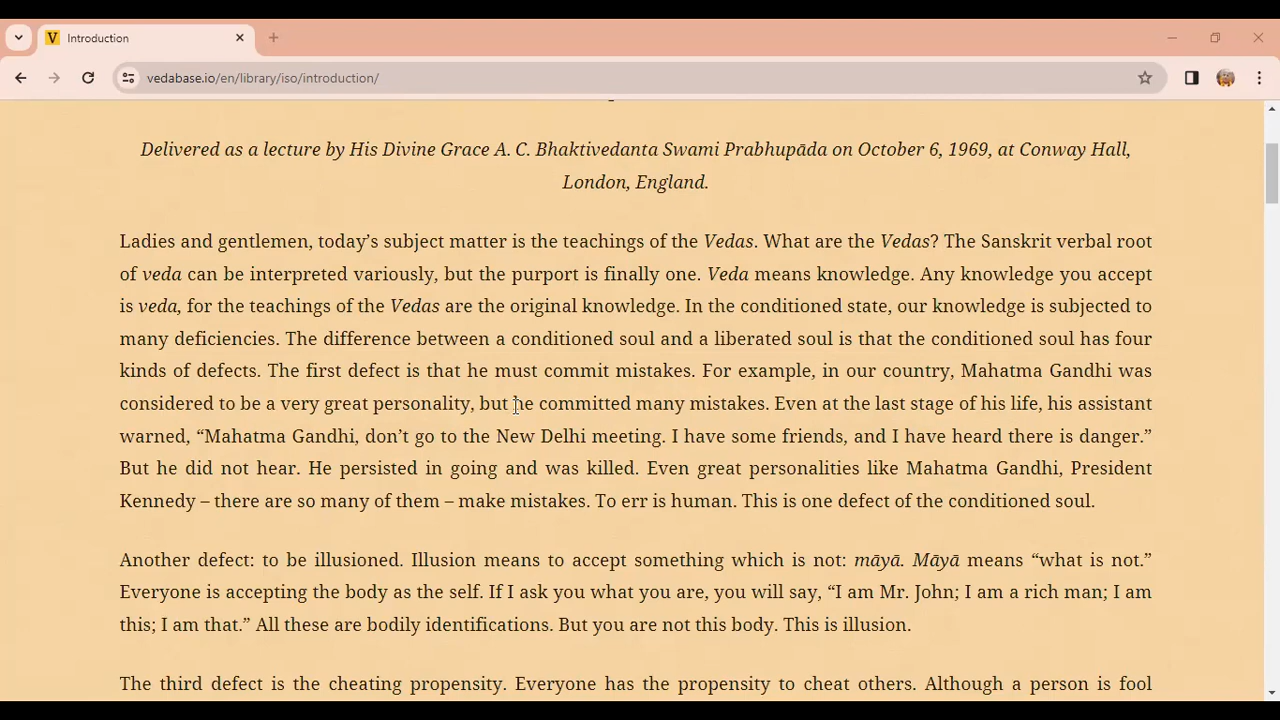 V Introduction
vedabase.io/en/library/iso/introduction/
Delivered as a lecture by His Divine Grace A. C. Bhaktivedanta Swami Prabhupāda on October 6, 1969, at Conway Hall,
London, England.
Ladies and gentlemen, today’s subject matter is the teachings of the Vedas. What are the Vedas? The Sanskrit verbal root
of veda can be interpreted variously, but the purport is finally one. Veda means knowledge. Any knowledge you accept
is veda, for the teachings of the Vedas are the original knowledge. In the conditioned state, our knowledge is subjected to
many deficiencies. The difference between a conditioned soul and a liberated soul is that the conditioned soul has four
kinds of defects. The first defect is that he must commit mistakes. For example, in our country, Mahatma Gandhi was
considered to be a very great personality, but he committed many mistakes. Even at the last stage of his life, his assistant
warned, “Mahatma Gandhi, don’t go to the New Delhi meeting. I have some friends, and I have heard there is danger.”
But he did not hear. He persisted in going and was killed. Even great personalities like Mahatma Gandhi, President
Kennedy – there are so many of them – make mistakes. To err is human. This is one defect of the conditioned soul.
Another defect: to be illusioned. Illusion means to accept something which is not: māyā. Māyā means “what is not.”
Everyone is accepting the body as the self. If I ask you what you are, you will say, “I am Mr. John; I am a rich man; I am
this; I am that.” All these are bodily identifications. But you are not this body. This is illusion.
The third defect is the cheating propensity. Everyone has the propensity to cheat others. Although a person is fool